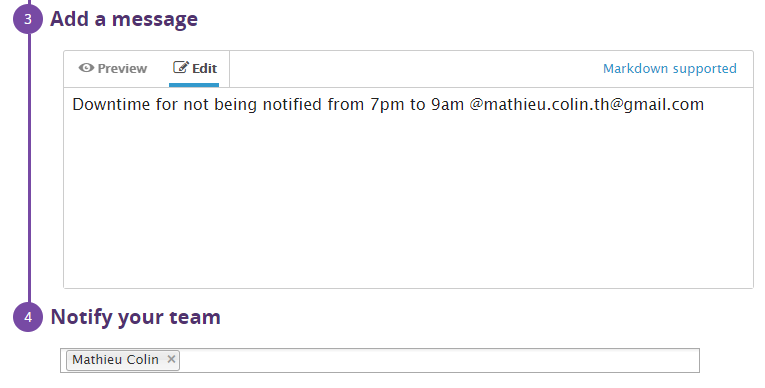 3 Add a message
Preview Edit Markdown supported
Downtime for not being notified from 7pm to 9am @mathieu.colin.th@gmail.com
4 Notify your team
Mathieu Colin ×